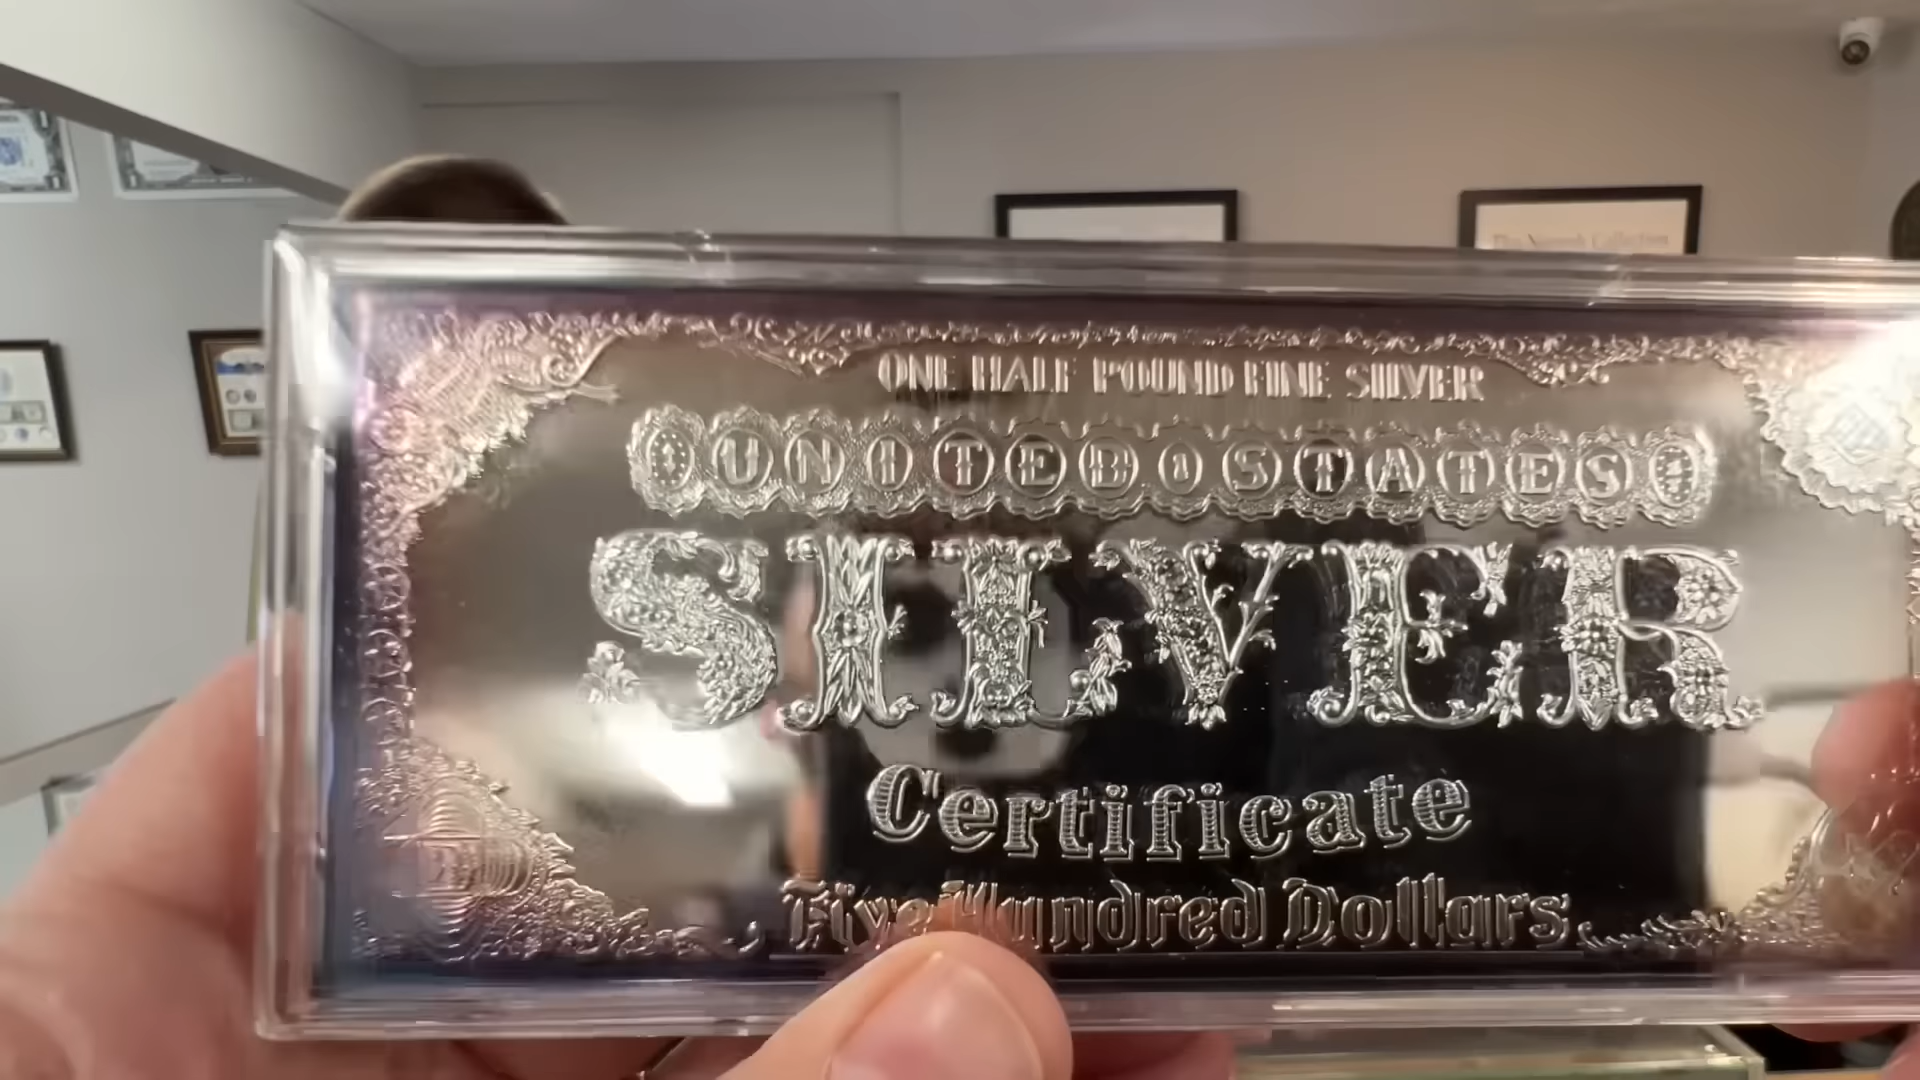 ONE HALF POUND FINE SILVER
UNITED STATES
SILVER
Certificate
Five Hundred Dollars